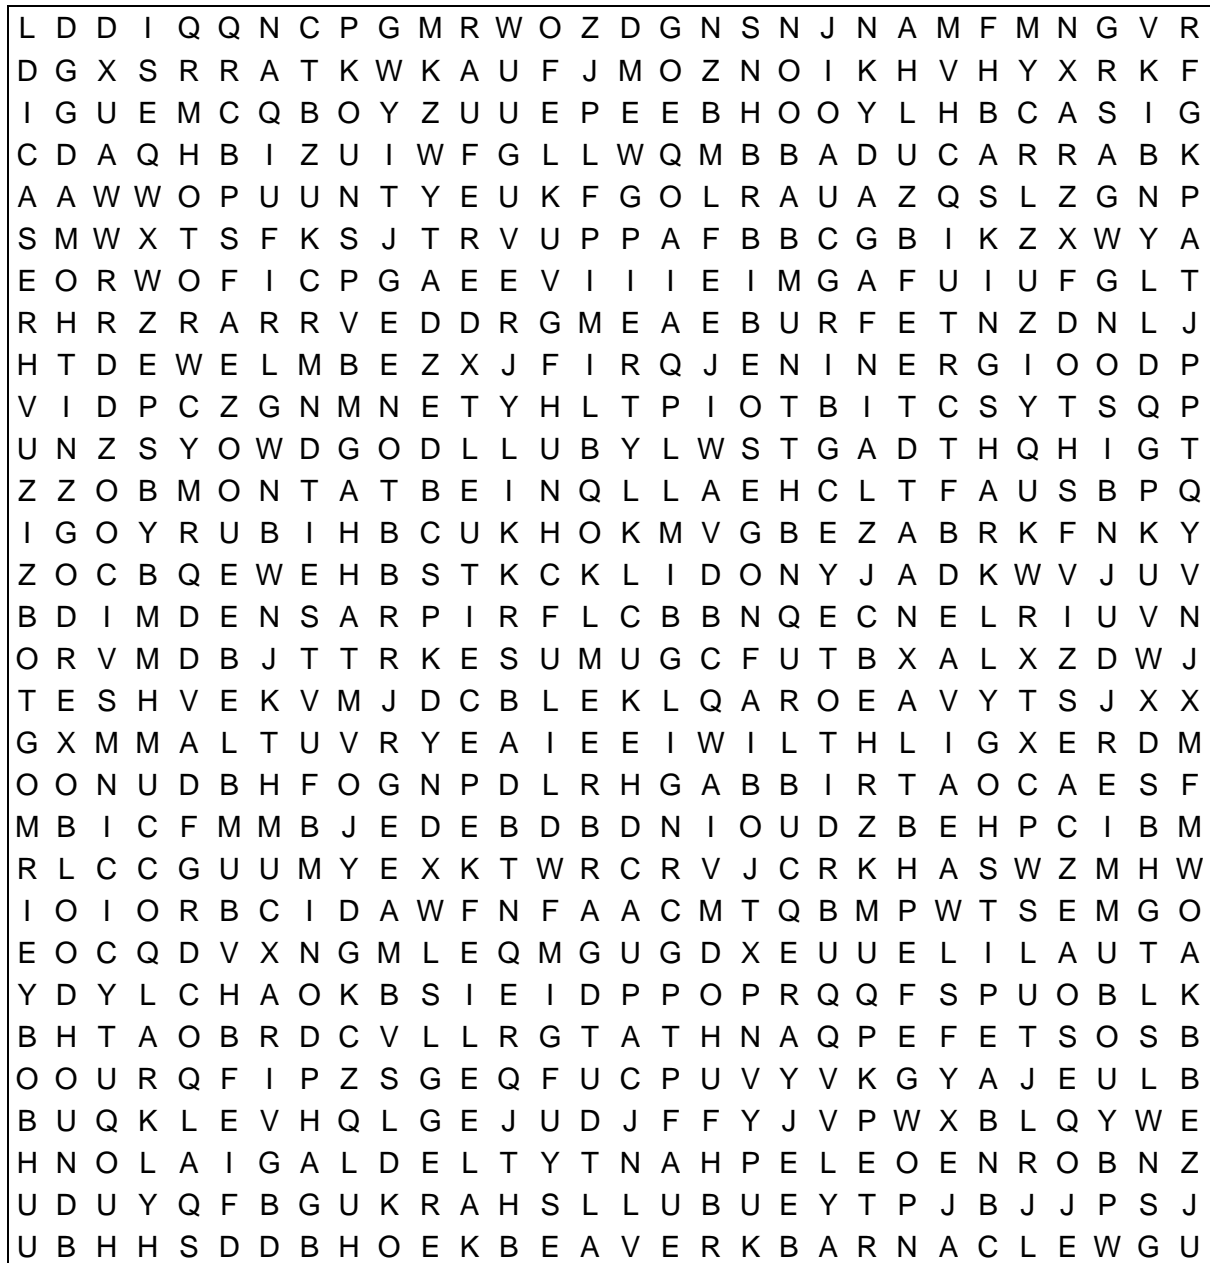 L D D I Q Q N C P G M R W O Z D G N S N J N A M F M N G V R
D G X S R R A T K W K A U F J M O Z N O I K H V H Y X R K F
I G U E M C Q B O Y Z U U E P E E B H O O Y L H B C A S I G
C D A Q H B I Z U I W F G L L W Q M B B A D U C A R R A B K
A A W W O P U U N T Y E U K F G O L R A U A Z Q S L Z G N P
S M W X T S F K S J T R V U P P A F B B C G B I K Z X W Y A
E O R W O F I C P G A E E V I I I E I M G A F U I U F G L T
R H R Z R A R R V E D D R G M E A E B U R F E T N Z D N L J
H T D E W E L M B E Z X J F I R Q J E N I N E R G I O O D P
V I D P C Z G N M N E T Y H L T P I O T B I T C S Y T S Q P
U N Z S Y O W D G O D L L U B Y L W S T G A D T H Q H I G T
Z Z O B M O N T A T B E I N Q L L A E H C L T F A U S B P Q
I G O Y R U B I H B C U K H O K M V G B E Z A B R K F N K Y
Z O C B Q E W E H B S T K C K L I D O N Y J A D K W V J U V
B D I M D E N S A R P I R F L C B B N Q E C N E L R I U V N
O R V M D B J T T R K E S U M U G C F U T B X A L X Z D W J
T E S H V E K V M J D C B L E K L Q A R O E A V Y T S J X X
G X M M A L T U V R Y E A I E E I W I L T H L I G X E R D M
O O N U D B H F O G N P D L R H G A B B I R T A O C A E S F
M B I C F M M B J E D E B D B D N I O U D Z B E H P C I B M
R L C C G U U M Y E X K T W R C R V J C R K H A S W Z M H W
I O I O R B C I D A W F N F A A C M T Q B M P W T S E M G O
E O C Q D V X N G M L E Q M G U G D X E U U E L I L A U T A
Y D Y L C H A O K B S I E I D P P O P R Q Q F S P U O B L K
B H T A O B R D C V L L R G T A T H N A Q P E F E T S O S B
O O U R Q F I P Z S G E Q F U C P U V Y V K G Y A J E U L B
B U Q K L E V H Q L G E J U D J F F Y J V P W X B L Q Y W E
H N O L A I G A L D E L T Y T N A H P E L E O E N R O B N Z
U D U Y Q F B G U K R A H S L L U B U E Y T P J B J J P S J
U B H H S D D B H O E K B E A V E R K B A R N A C L E W G U